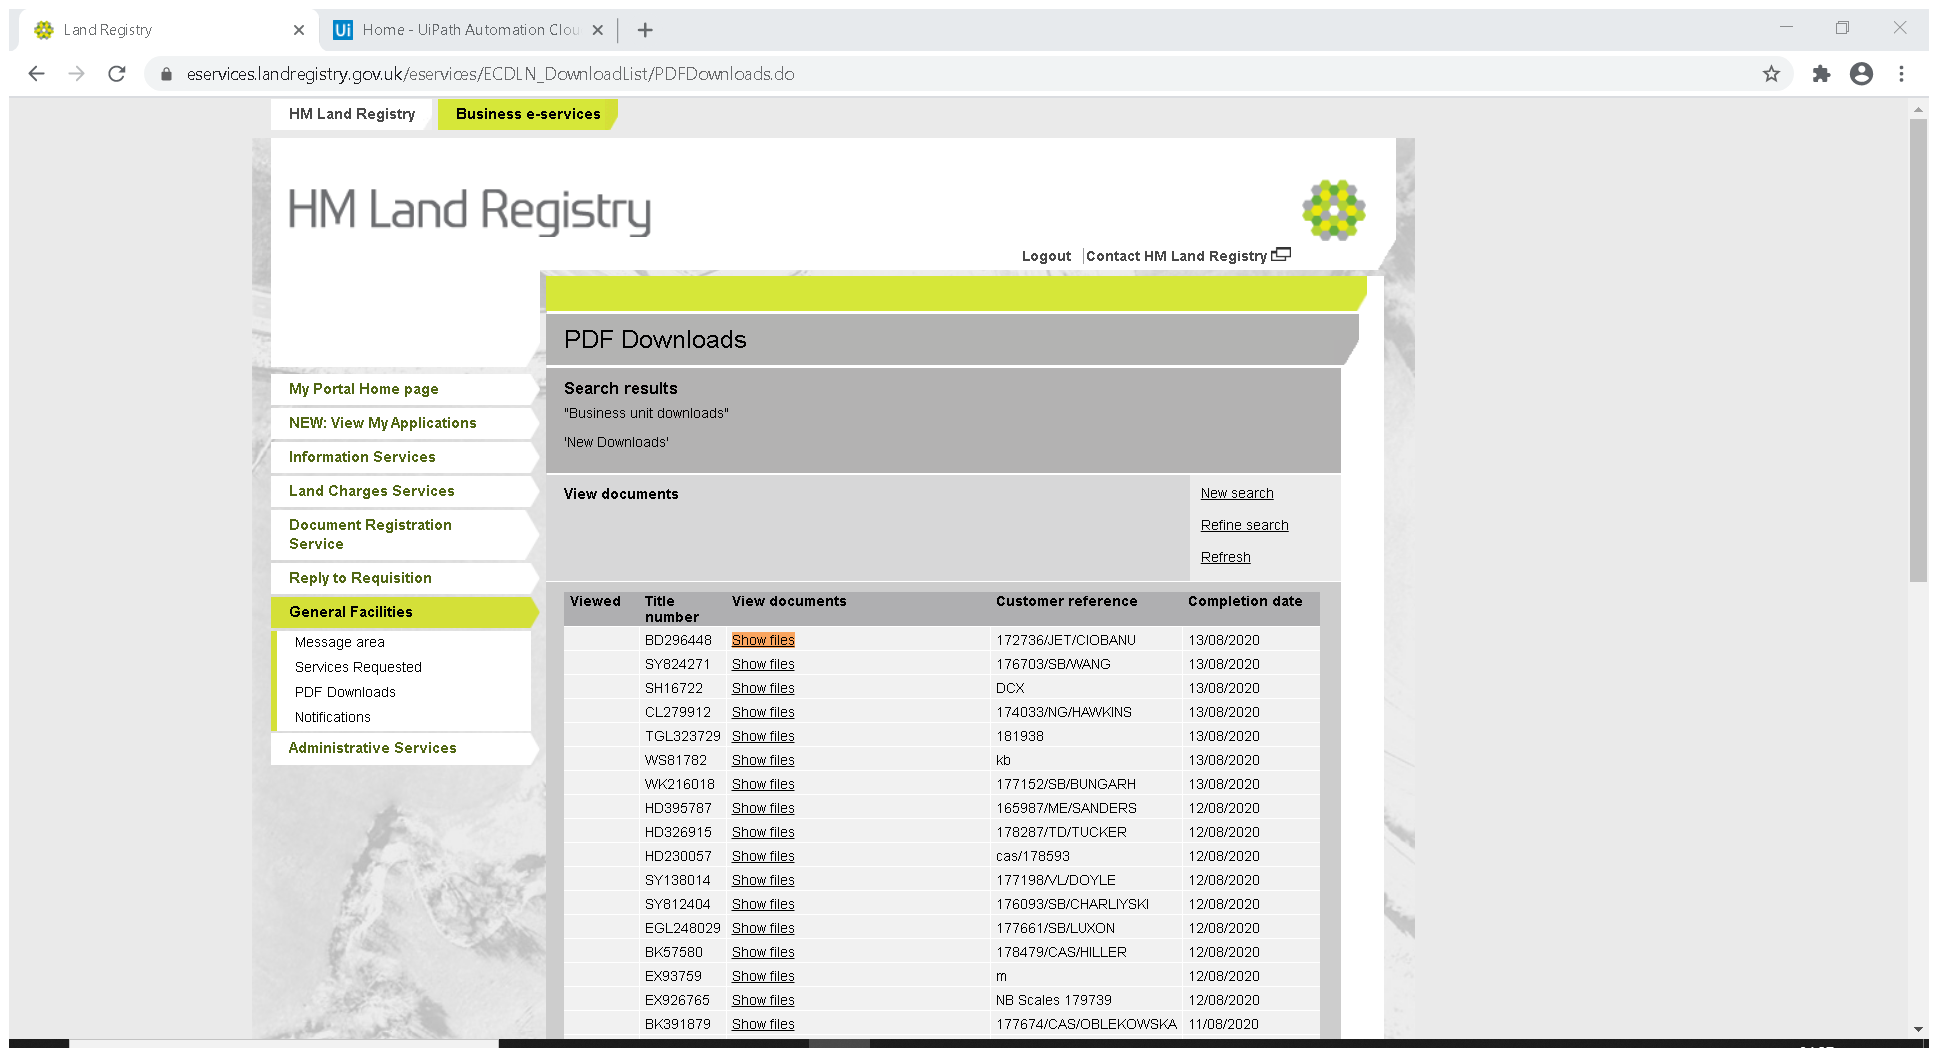 Land Registry
Home - UiPath Automation Clou
eservices.landregistry.gov.uk/eservices/ECDLN_DownloadList/PDFDownloads.do
HM Land Registry
Business e-services
HM Land Registry
Logout
Contact HM Land Registry
PDF Downloads
My Portal Home page
NEW: View My Applications
Information Services
Land Charges Services
Document Registration
Service
Reply to Requisition
General Facilities
Message area
Services Requested
PDF Downloads
Notifications
Administrative Services
Search results
"Business unit downloads"
'New Downloads'
View documents
New search
Refine search
Refresh
Viewed Title number View documents Customer reference Completion date
BD296448 Show files 172736/JET/CIOBANU 13/08/2020
SY824271 Show files 176703/SB/WANG 13/08/2020
SH16722 Show files DCX 13/08/2020
CL279912 Show files 174033/NG/HAWKINS 13/08/2020
TGL323729 Show files 181938 13/08/2020
WS81782 Show files kb 13/08/2020
WK216018 Show files 177152/SB/BUNGARH 13/08/2020
HD395787 Show files 165987/ME/SANDERS 12/08/2020
HD326915 Show files 178287/TD/TUCKER 12/08/2020
HD230057 Show files cas/178593 12/08/2020
SY138014 Show files 177198/VL/DOYLE 12/08/2020
SY812404 Show files 176093/SB/CHARLIYSKI 12/08/2020
EGL248029 Show files 177661/SB/LUXON 12/08/2020
BK57580 Show files 178479/CAS/HILLER 12/08/2020
EX93759 Show files m 12/08/2020
EX926765 Show files NB Scales 179739 12/08/2020
BK391879 Show files 177674/CAS/OBLEKOWSKA 11/08/2020